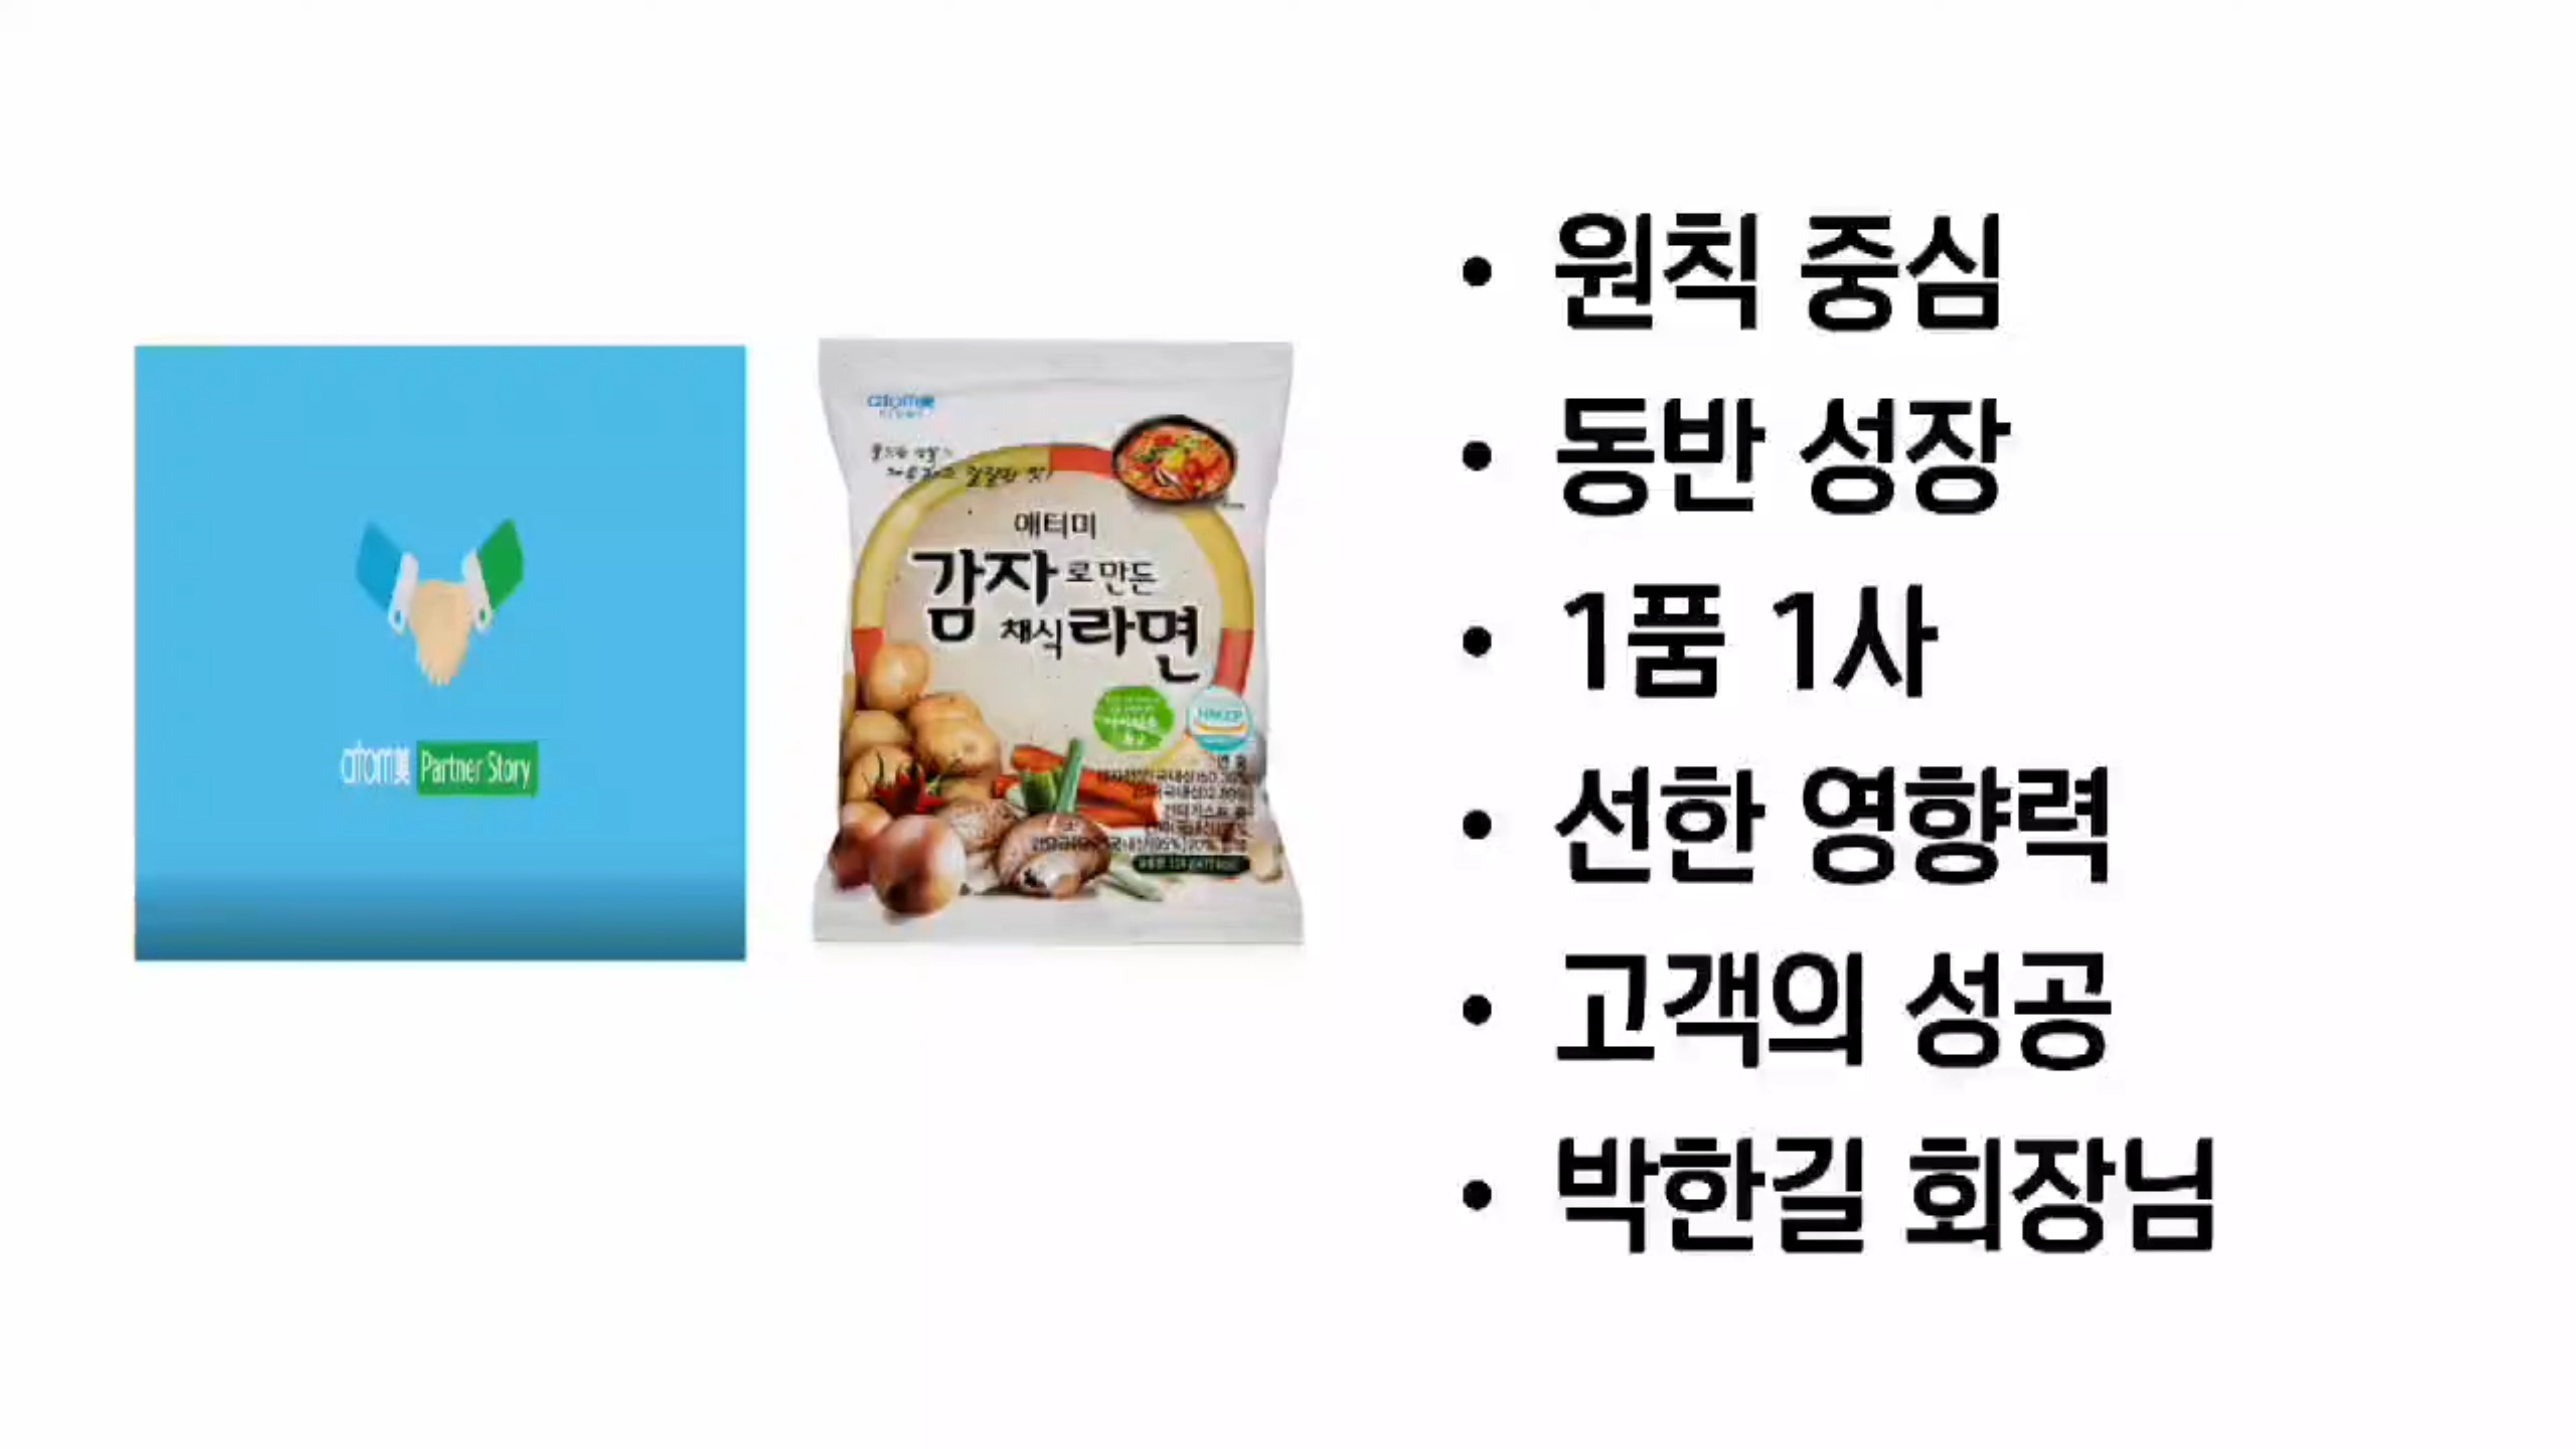 atom美 Partner Story
atom美
애터미
감자로만든
채식라면
HACCP
• 원칙 중심
• 동반 성장
• 1품 1사
• 선한 영향력
• 고객의 성공
• 박한길 회장님